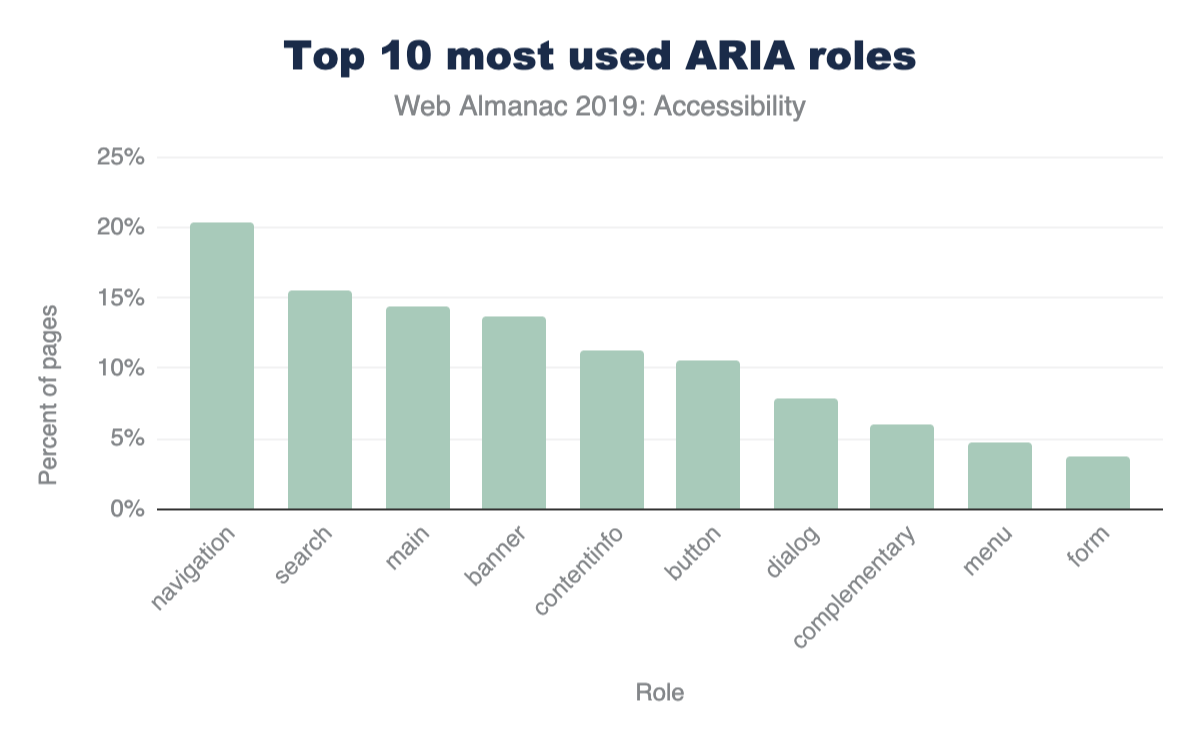 Top 10 most used ARIA roles
Web Almanac 2019: Accessibility
25%
20%
15%
10%
5%
0%
Percent of pages
navigation
search
main
banner
contentinfo
button
dialog
complementary
menu
form
Role